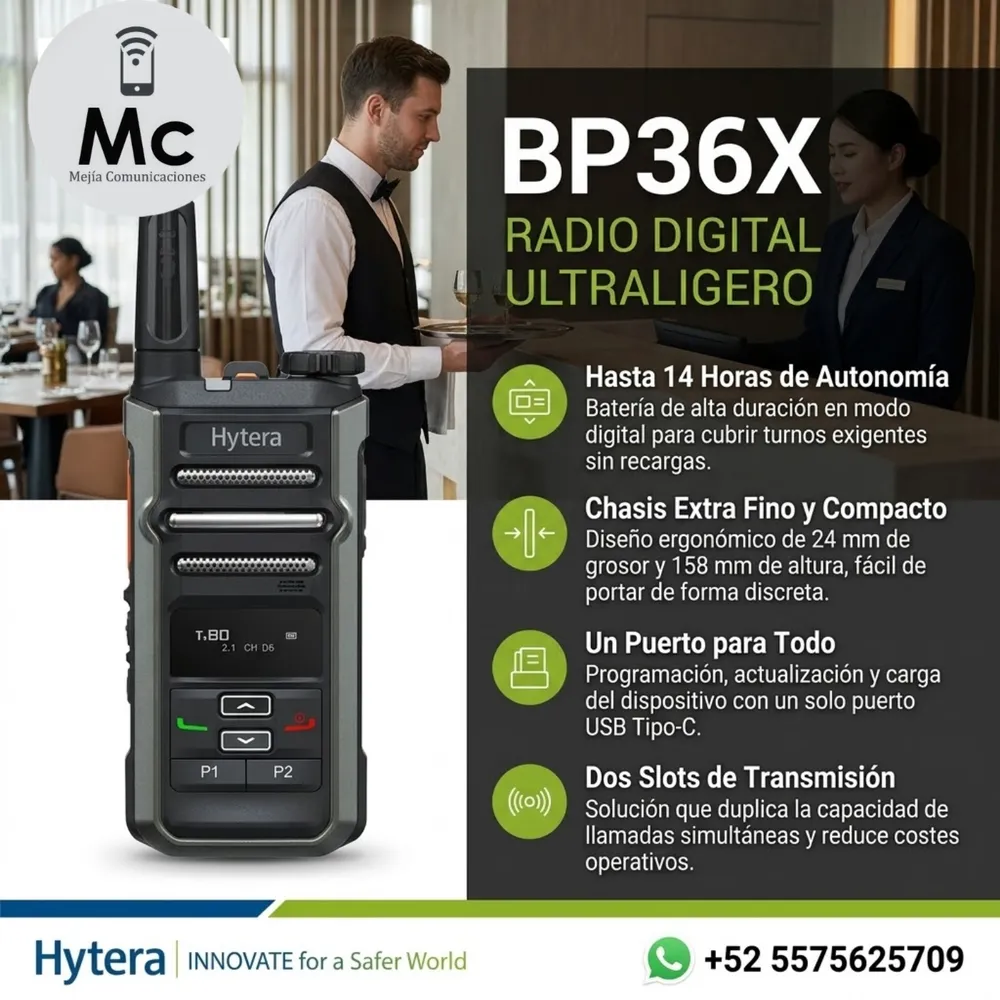 Mc
Mejía Comunicaciones
BP36X
RADIO DIGITAL
ULTRALIGERO
Hasta 14 Horas de Autonomía
Batería de alta duración en modo
digital para cubrir turnos exigentes
sin recargas.
Chasis Extra Fino y Compacto
Diseño ergonómico de 24 mm de
grosor y 158 mm de altura, fácil de
portar de forma discreta.
Un Puerto para Todo
Programación, actualización y carga
del dispositivo con un solo puerto
USB Tipo-C.
Dos Slots de Transmisión
Solución que duplica la capacidad de
llamadas simultáneas y reduce costes
operativos.
Hytera
2.1 CH D6
P1 P2
Hytera INNOVATE for a Safer World
+52 5575625709